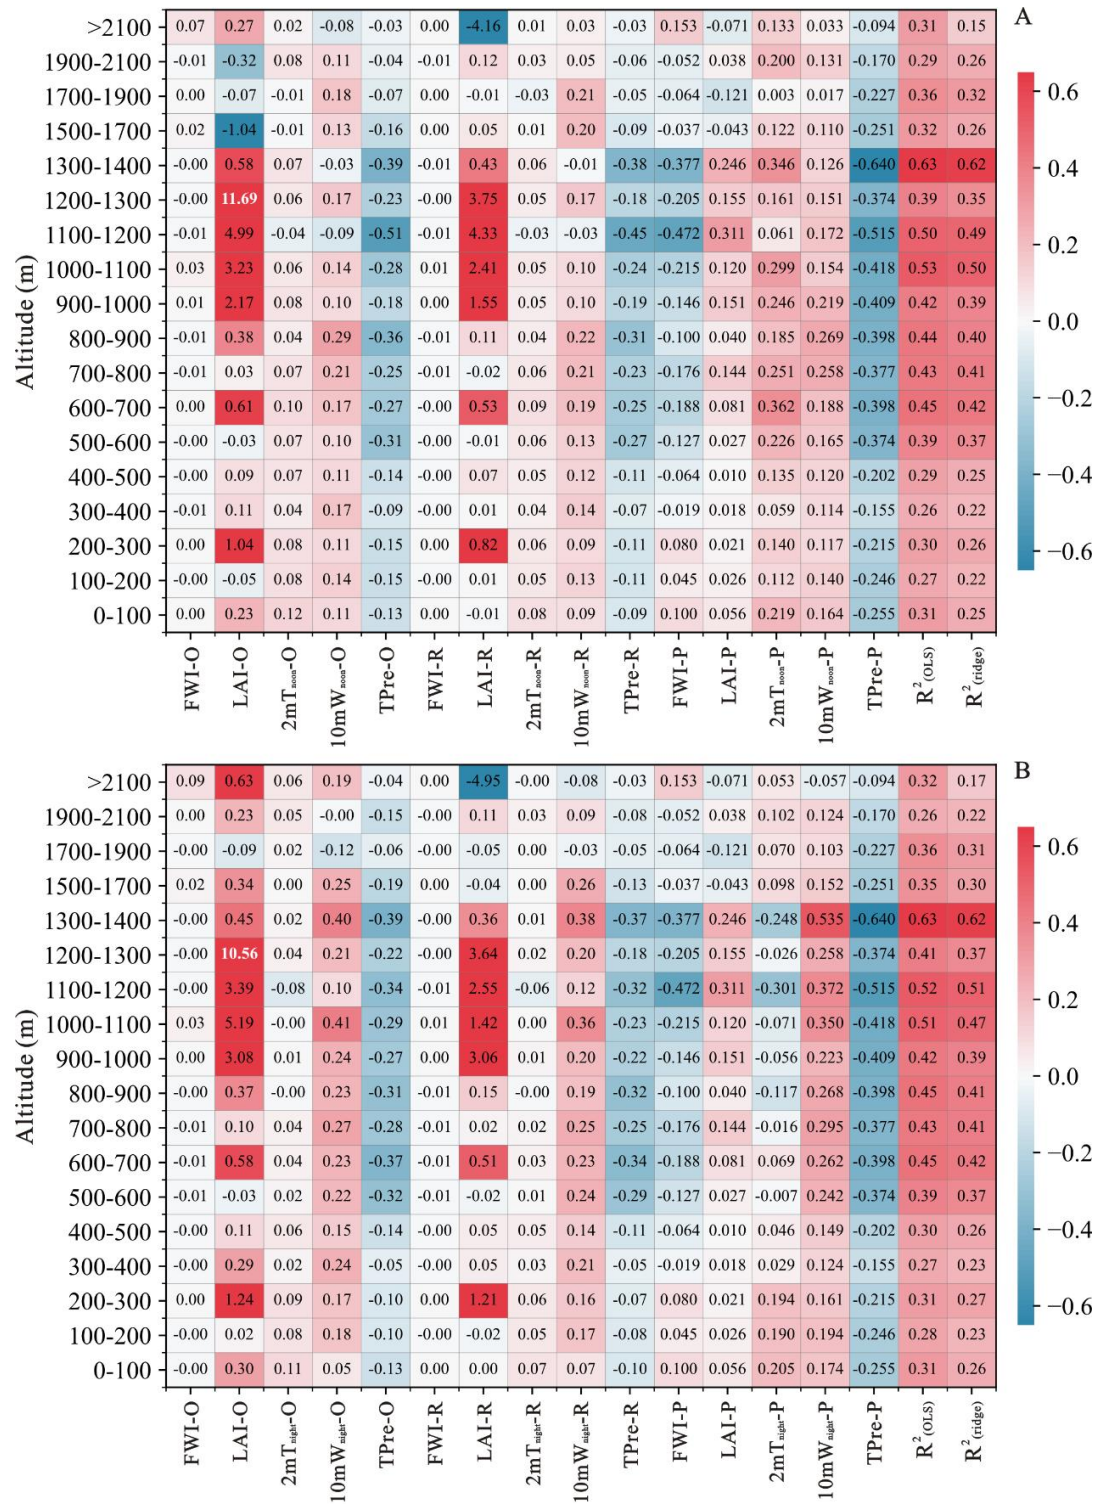 A
>2100 0.07 0.27 0.02 -0.08 -0.03 0.00 -4.16 0.01 0.03 -0.03 0.153 -0.071 0.133 0.033 -0.094 0.31 0.15
1900-2100 -0.01 -0.32 0.08 0.11 -0.04 -0.01 0.12 0.03 0.05 -0.06 -0.052 0.038 0.200 0.131 -0.170 0.29 0.26
1700-1900 0.00 -0.07 -0.01 0.18 -0.07 0.00 -0.01 -0.03 0.21 -0.05 -0.064 -0.121 0.003 0.017 -0.227 0.36 0.32
1500-1700 0.02 -1.04 -0.01 0.13 -0.16 0.00 0.05 0.01 0.20 -0.09 -0.037 -0.043 0.122 0.110 -0.251 0.32 0.26
1300-1400 -0.00 0.58 0.07 -0.03 -0.39 -0.01 0.43 0.06 -0.01 -0.38 -0.377 0.246 0.346 0.126 -0.640 0.63 0.62
1200-1300 -0.00 11.69 0.06 0.17 -0.23 -0.00 3.75 0.05 0.17 -0.18 -0.205 0.155 0.161 0.151 -0.374 0.39 0.35
1100-1200 -0.01 4.99 -0.04 -0.09 -0.51 -0.01 4.33 -0.03 -0.03 -0.45 -0.472 0.311 0.061 0.172 -0.515 0.50 0.49
1000-1100 0.03 3.23 0.06 0.14 -0.28 0.01 2.41 0.05 0.10 -0.24 -0.215 0.120 0.299 0.154 -0.418 0.53 0.50
900-1000 0.01 2.17 0.08 0.10 -0.18 0.00 1.55 0.05 0.10 -0.19 -0.146 0.151 0.246 0.219 -0.409 0.42 0.39
800-900 -0.01 0.38 0.04 0.29 -0.36 -0.01 0.11 0.04 0.22 -0.31 -0.100 0.040 0.185 0.269 -0.398 0.44 0.40
700-800 -0.01 0.03 0.07 0.21 -0.25 -0.01 -0.02 0.06 0.21 -0.23 -0.176 0.144 0.251 0.258 -0.377 0.43 0.41
600-700 0.00 0.61 0.10 0.17 -0.27 -0.00 0.53 0.09 0.19 -0.25 -0.188 0.081 0.362 0.188 -0.398 0.45 0.42
500-600 -0.00 -0.03 0.07 0.10 -0.31 -0.00 -0.01 0.06 0.13 -0.27 -0.127 0.027 0.226 0.165 -0.374 0.39 0.37
400-500 -0.00 0.09 0.07 0.11 -0.14 -0.00 0.07 0.05 0.12 -0.11 -0.064 0.010 0.135 0.120 -0.202 0.29 0.25
300-400 -0.01 0.11 0.04 0.17 -0.09 -0.00 0.01 0.04 0.14 -0.07 -0.019 0.018 0.059 0.114 -0.155 0.26 0.22
200-300 0.00 1.04 0.08 0.11 -0.15 0.00 0.82 0.06 0.09 -0.11 0.080 0.021 0.140 0.117 -0.215 0.30 0.26
100-200 -0.00 -0.05 0.08 0.14 -0.15 -0.00 0.01 0.05 0.13 -0.11 0.045 0.026 0.112 0.140 -0.246 0.27 0.22
0-100 0.00 0.23 0.12 0.11 -0.13 0.00 -0.01 0.08 0.09 -0.09 0.100 0.056 0.219 0.164 -0.255 0.31 0.25
Altitude (m)
FWI-O LAI-O 2mTnoon-O 10mWnoon-O TPre-O FWI-R LAI-R 2mTnoon-R 10mWnoon-R TPre-R FWI-P LAI-P 2mTnoon-P 10mWnoon-P TPre-P R²(OLS) R²(ridge)
0.6
0.4
0.2
0.0
−0.2
−0.4
−0.6
B
>2100 0.09 0.63 0.06 0.19 -0.04 0.00 -4.95 -0.00 -0.08 -0.03 0.153 -0.071 0.053 -0.057 -0.094 0.32 0.17
1900-2100 0.00 0.23 0.05 -0.00 -0.15 -0.00 0.11 0.03 0.09 -0.08 -0.052 0.038 0.102 0.124 -0.170 0.26 0.22
1700-1900 -0.00 -0.09 0.02 -0.12 -0.06 -0.00 -0.05 0.00 -0.03 -0.05 -0.064 -0.121 0.070 0.103 -0.227 0.36 0.31
1500-1700 0.02 0.34 0.00 0.25 -0.19 0.00 -0.04 0.00 0.26 -0.13 -0.037 -0.043 0.098 0.152 -0.251 0.35 0.30
1300-1400 -0.00 0.45 0.02 0.40 -0.39 -0.00 0.36 0.01 0.38 -0.37 -0.377 0.246 -0.248 0.535 -0.640 0.63 0.62
1200-1300 -0.00 10.56 0.04 0.21 -0.22 -0.00 3.64 0.02 0.20 -0.18 -0.205 0.155 -0.026 0.258 -0.374 0.41 0.37
1100-1200 -0.00 3.39 -0.08 0.10 -0.34 -0.01 2.55 -0.06 0.12 -0.32 -0.472 0.311 -0.301 0.372 -0.515 0.52 0.51
1000-1100 0.03 5.19 -0.00 0.41 -0.29 0.01 1.42 0.00 0.36 -0.23 -0.215 0.120 -0.071 0.350 -0.418 0.51 0.47
900-1000 0.00 3.08 0.01 0.24 -0.27 0.00 3.06 0.01 0.20 -0.22 -0.146 0.151 -0.056 0.223 -0.409 0.42 0.39
800-900 -0.00 0.37 -0.00 0.23 -0.31 -0.01 0.15 -0.00 0.19 -0.32 -0.100 0.040 -0.117 0.268 -0.398 0.45 0.41
700-800 -0.01 0.10 0.04 0.27 -0.28 -0.01 0.02 0.02 0.25 -0.25 -0.176 0.144 -0.016 0.295 -0.377 0.43 0.41
600-700 -0.01 0.58 0.04 0.23 -0.37 -0.01 0.51 0.03 0.23 -0.34 -0.188 0.081 0.069 0.262 -0.398 0.45 0.42
500-600 -0.01 -0.03 0.02 0.22 -0.32 -0.01 -0.02 0.01 0.24 -0.29 -0.127 0.027 -0.007 0.242 -0.374 0.39 0.37
400-500 -0.00 0.11 0.06 0.15 -0.14 -0.00 0.05 0.05 0.14 -0.11 -0.064 0.010 0.046 0.149 -0.202 0.30 0.26
300-400 -0.00 0.29 0.02 0.24 -0.05 -0.00 0.05 0.03 0.21 -0.05 -0.019 0.018 0.029 0.124 -0.155 0.27 0.23
200-300 0.00 1.24 0.09 0.17 -0.10 0.00 1.21 0.06 0.16 -0.07 0.080 0.021 0.194 0.161 -0.215 0.31 0.27
100-200 -0.00 0.02 0.08 0.18 -0.10 -0.00 -0.02 0.05 0.17 -0.08 0.045 0.026 0.190 0.194 -0.246 0.28 0.23
0-100 -0.00 0.30 0.11 0.05 -0.13 0.00 0.00 0.07 0.07 -0.10 0.100 0.056 0.205 0.174 -0.255 0.31 0.26
Altitude (m)
FWI-O LAI-O 2mTnight-O 10mWnight-O TPre-O FWI-R LAI-R 2mTnight-R 10mWnight-R TPre-R FWI-P LAI-P 2mTnight-P 10mWnight-P TPre-P R²(OLS) R²(ridge)
0.6
0.4
0.2
0.0
−0.2
−0.4
−0.6